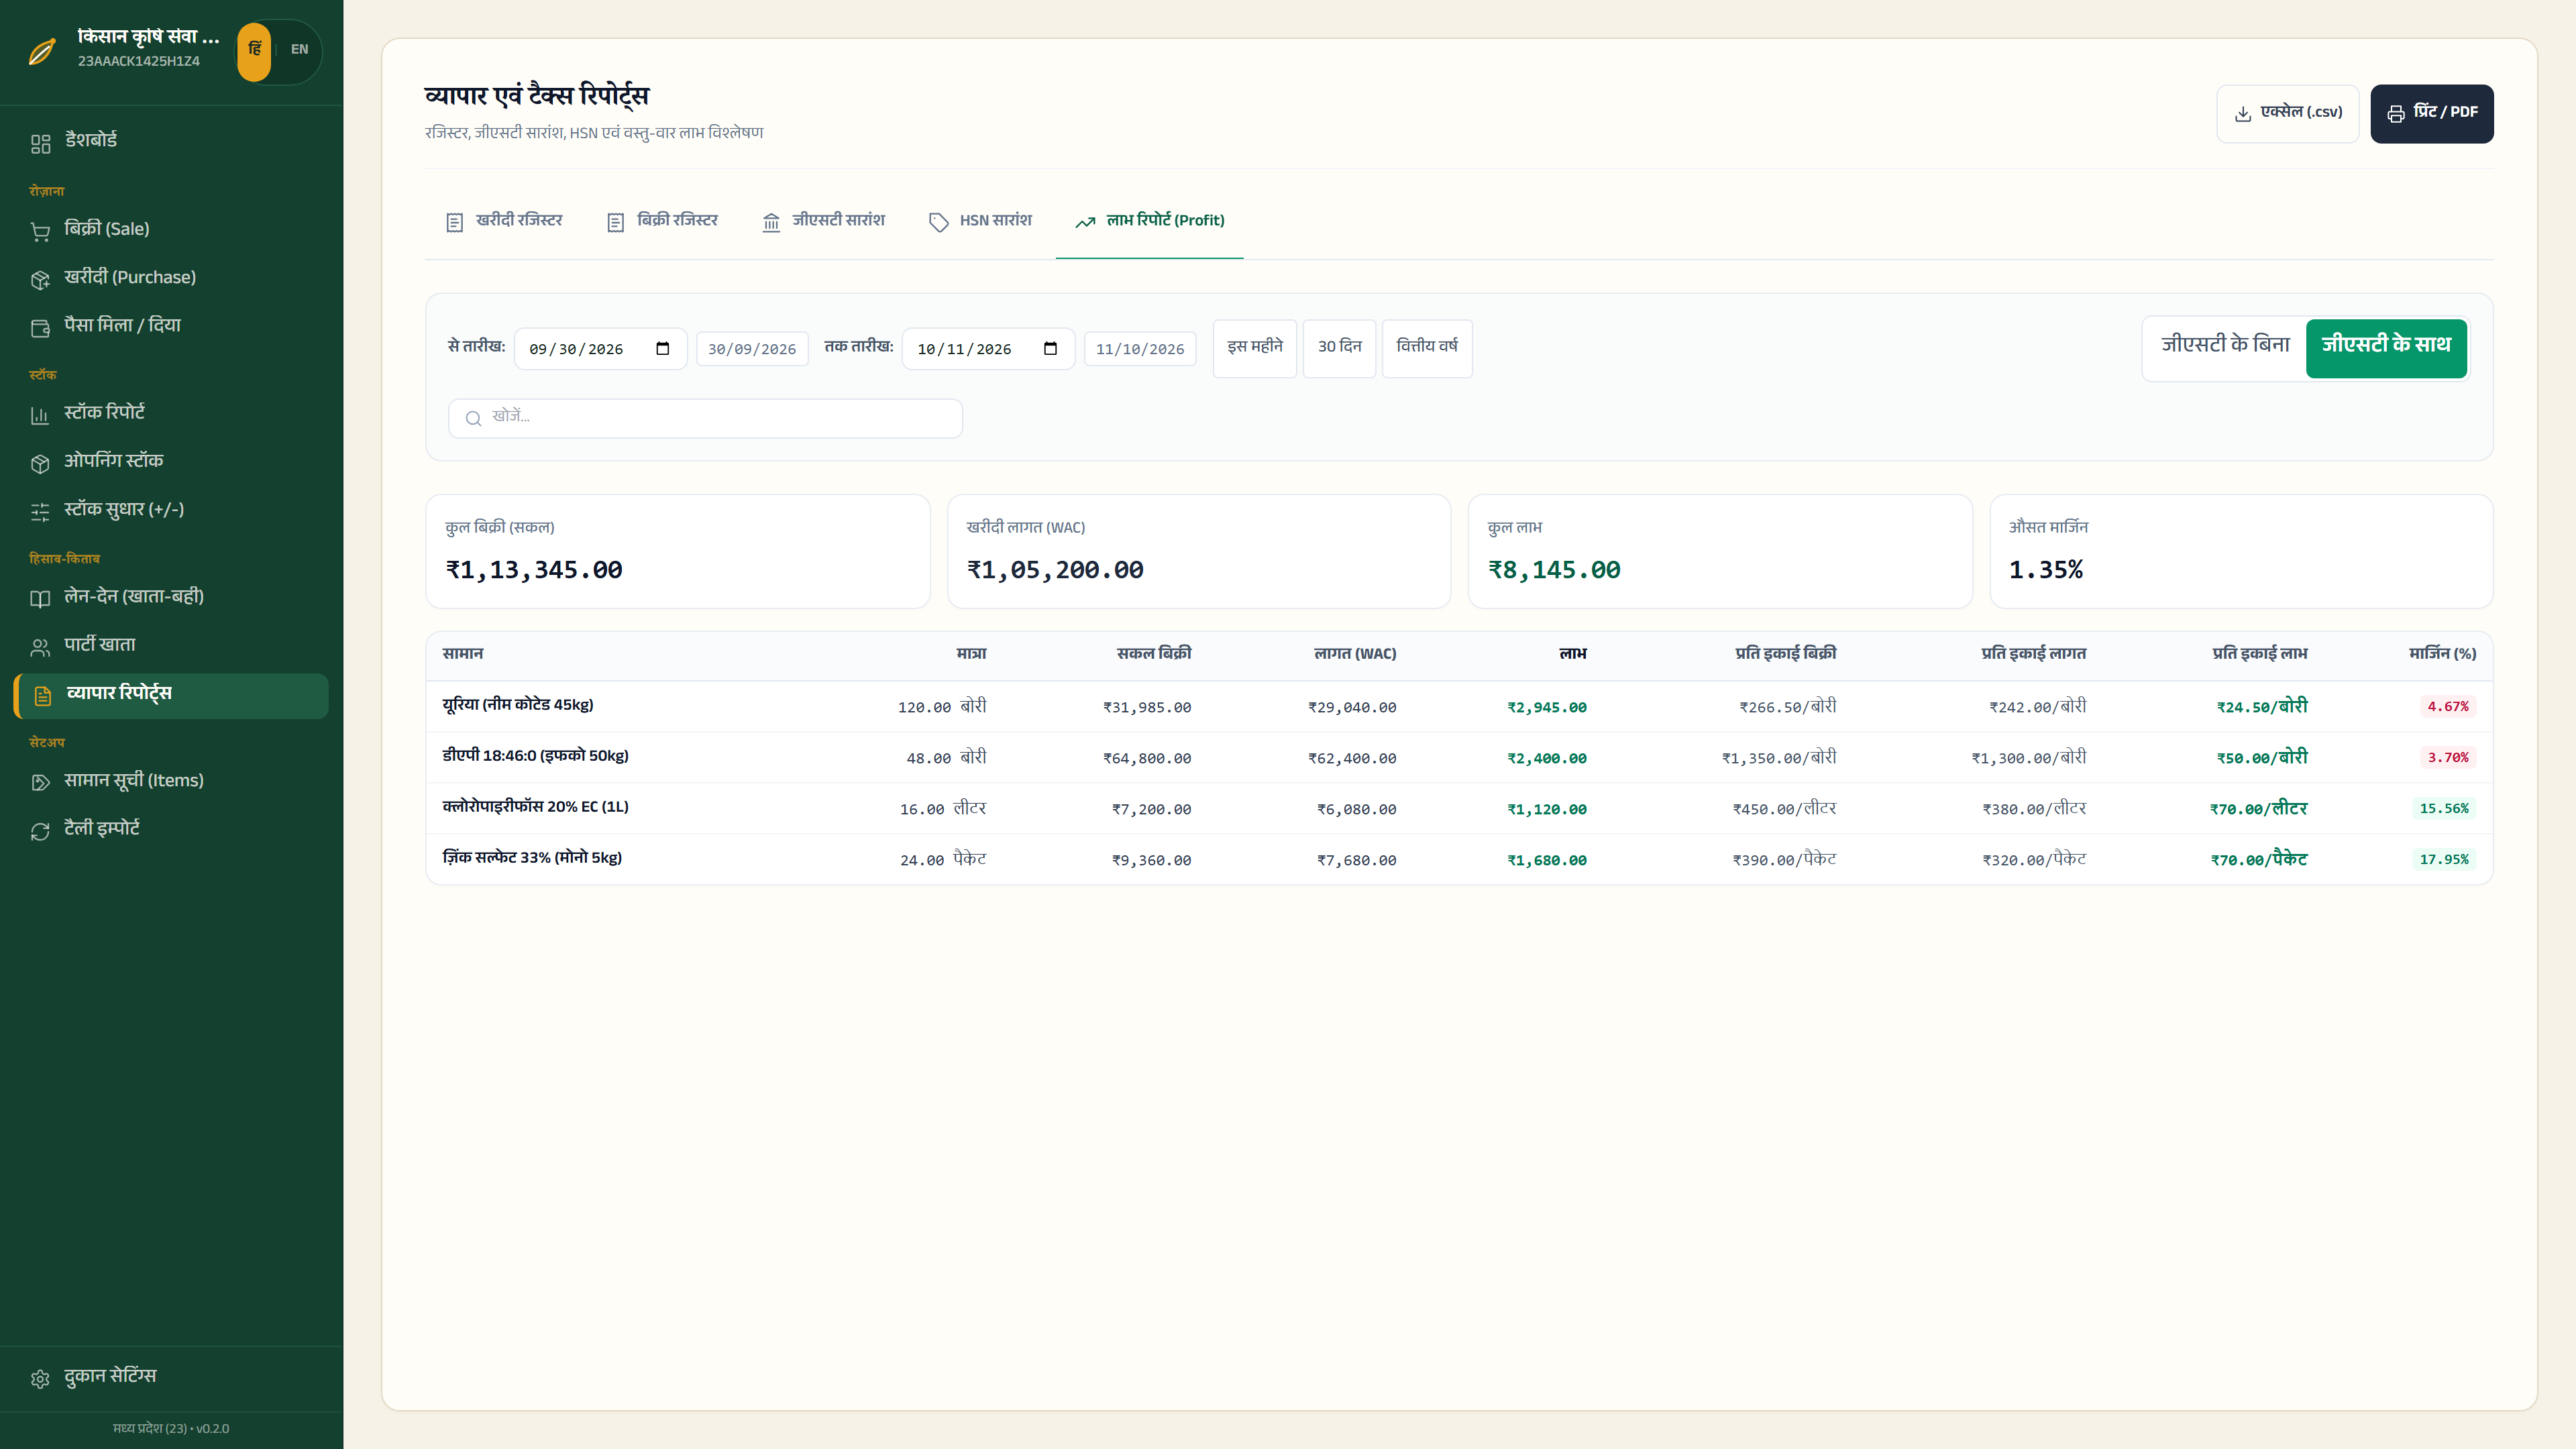 किसान कृषि सेवा ...
23AAACK1425H1Z4
हिं
EN
डैशबोर्ड
रोज़ाना
बिक्री (Sale)
खरीदी (Purchase)
पैसा मिला / दिया
स्टॉक
स्टॉक रिपोर्ट
ओपनिंग स्टॉक
स्टॉक सुधार (+/-)
हिसाब-किताब
लेन-देन (खाता-बही)
पार्टी खाता
व्यापार रिपोर्ट्स
सेटअप
सामान सूची (Items)
टैली इम्पोर्ट
दुकान सेटिंग्स
मध्य प्रदेश (23) • v0.2.0
व्यापार एवं टैक्स रिपोर्ट्स
रजिस्टर, जीएसटी सारांश, HSN एवं वस्तु-वार लाभ विश्लेषण
एक्सेल (.csv)
प्रिंट / PDF
खरीदी रजिस्टर
बिक्री रजिस्टर
जीएसटी सारांश
HSN सारांश
लाभ रिपोर्ट (Profit)
से तारीख: 09/30/2026 30/09/2026 तक तारीख: 10/11/2026 11/10/2026 इस महीने 30 दिन वित्तीय वर्ष
जीएसटी के बिना जीएसटी के साथ
खोजें...
कुल बिक्री (सकल)
₹1,13,345.00
खरीदी लागत (WAC)
₹1,05,200.00
कुल लाभ
₹8,145.00
औसत मार्जिन
1.35%
सामान मात्रा सकल बिक्री लागत (WAC) लाभ प्रति इकाई बिक्री प्रति इकाई लागत प्रति इकाई लाभ मार्जिन (%)
यूरिया (नीम कोटेड 45kg) 120.00 बोरी ₹31,985.00 ₹29,040.00 ₹2,945.00 ₹266.50/बोरी ₹242.00/बोरी ₹24.50/बोरी 4.67%
डीएपी 18:46:0 (इफको 50kg) 48.00 बोरी ₹64,800.00 ₹62,400.00 ₹2,400.00 ₹1,350.00/बोरी ₹1,300.00/बोरी ₹50.00/बोरी 3.70%
क्लोरोपाइरीफॉस 20% EC (1L) 16.00 लीटर ₹7,200.00 ₹6,080.00 ₹1,120.00 ₹450.00/लीटर ₹380.00/लीटर ₹70.00/लीटर 15.56%
ज़िंक सल्फेट 33% (मोनो 5kg) 24.00 पैकेट ₹9,360.00 ₹7,680.00 ₹1,680.00 ₹390.00/पैकेट ₹320.00/पैकेट ₹70.00/पैकेट 17.95%